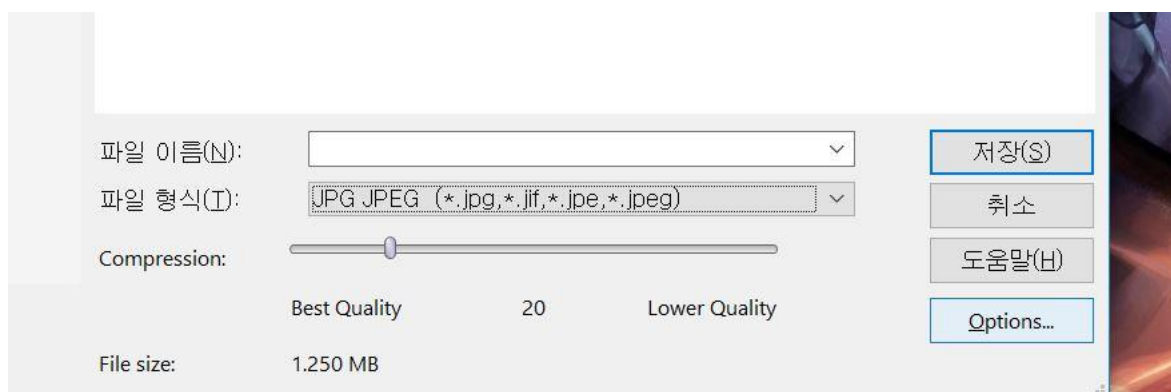 파일 이름(N): 저장(S)
파일 형식(T): JPG JPEG (*.jpg,*.jif,*.jpe,*.jpeg) 취소
Compression: 도움말(H)
Best Quality 20 Lower Quality Options...
File size: 1.250 MB